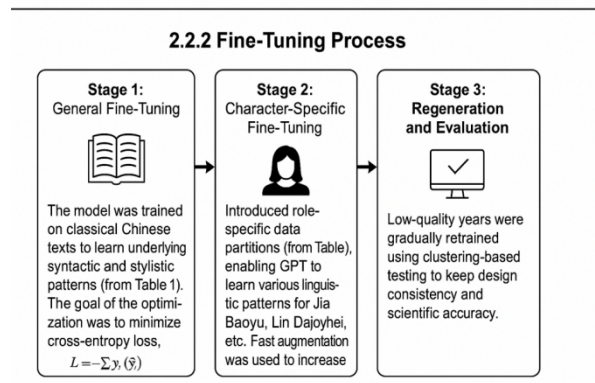 2.2.2 Fine-Tuning Process
Stage 1:
General Fine-Tuning
The model was trained
on classical Chinese
texts to learn underlying
syntactic and stylistic
patterns (from Table 1).
The goal of the optimi-
zation was to minimize
cross-entropy loss,
L=−∑yᵢ(ŷᵢ)
Stage 2:
Character-Specific
Fine-Tuning
Introduced role-
specific data
partitions (from Table),
enabling GPT to
learn various linguis-
tic patterns for Jia
Baoyu, Lin Dajoyhei,
etc. Fast augmentation
was used to increase
Stage 3:
Regeneration
and Evaluation
Low-quality years were
gradually retrained
using clustering-based
testing to keep design
consistency and
scientific accuracy.